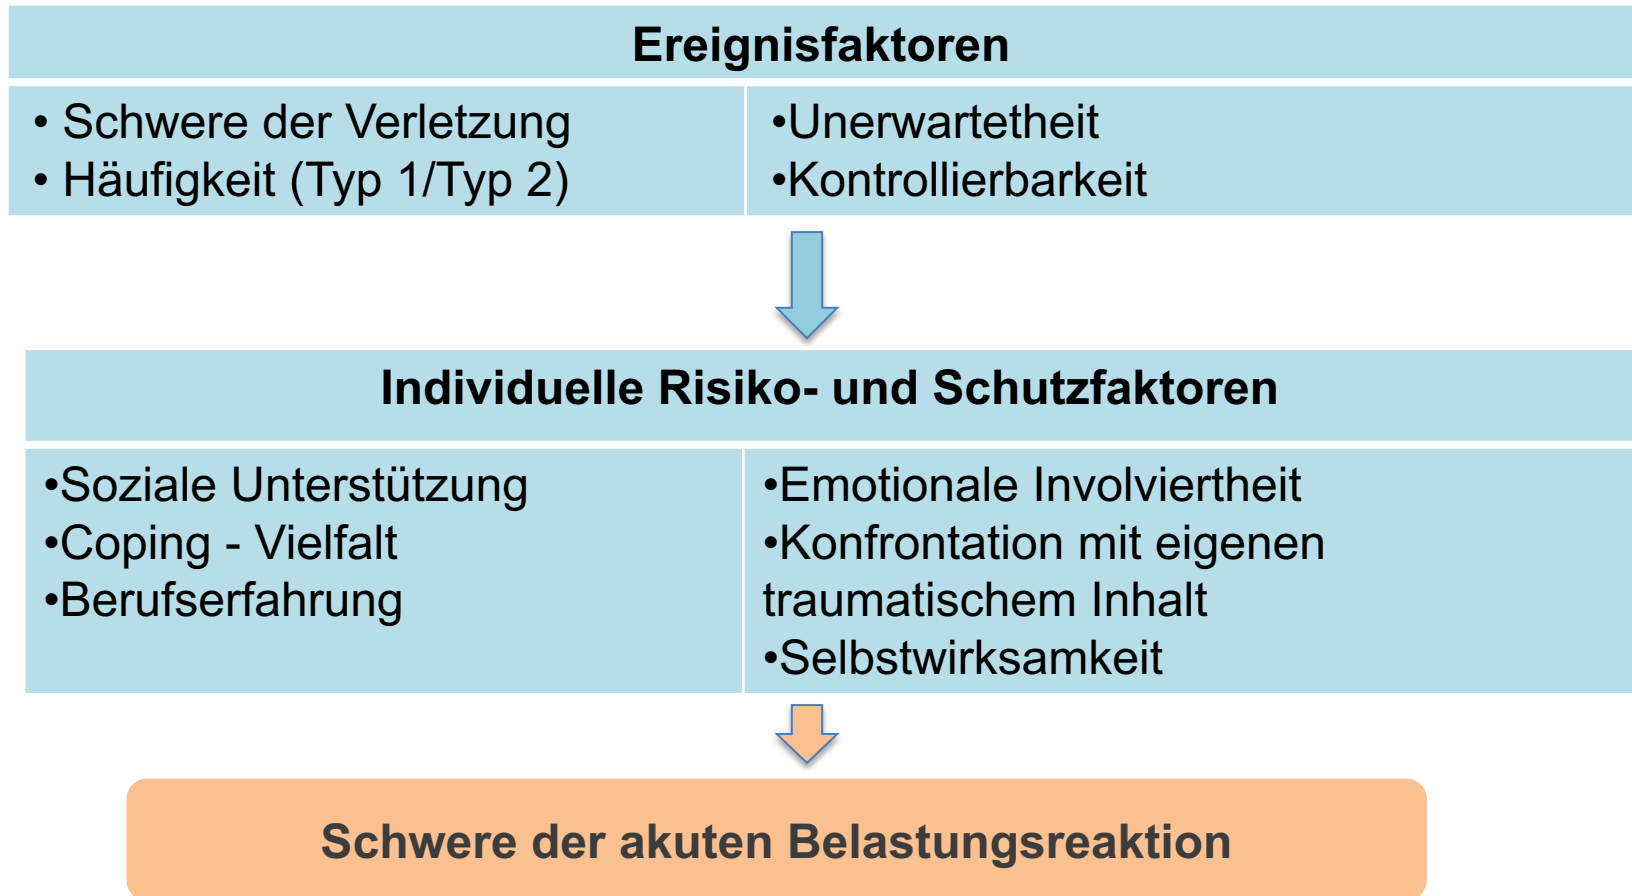 Ereignisfaktoren
• Schwere der Verletzung
• Häufigkeit (Typ 1/Typ 2)
•Unerwartetheit
•Kontrollierbarkeit
Individuelle Risiko- und Schutzfaktoren
•Soziale Unterstützung
•Coping - Vielfalt
•Berufserfahrung
•Emotionale Involviertheit
•Konfrontation mit eigenen
traumatischem Inhalt
•Selbstwirksamkeit
Schwere der akuten Belastungsreaktion